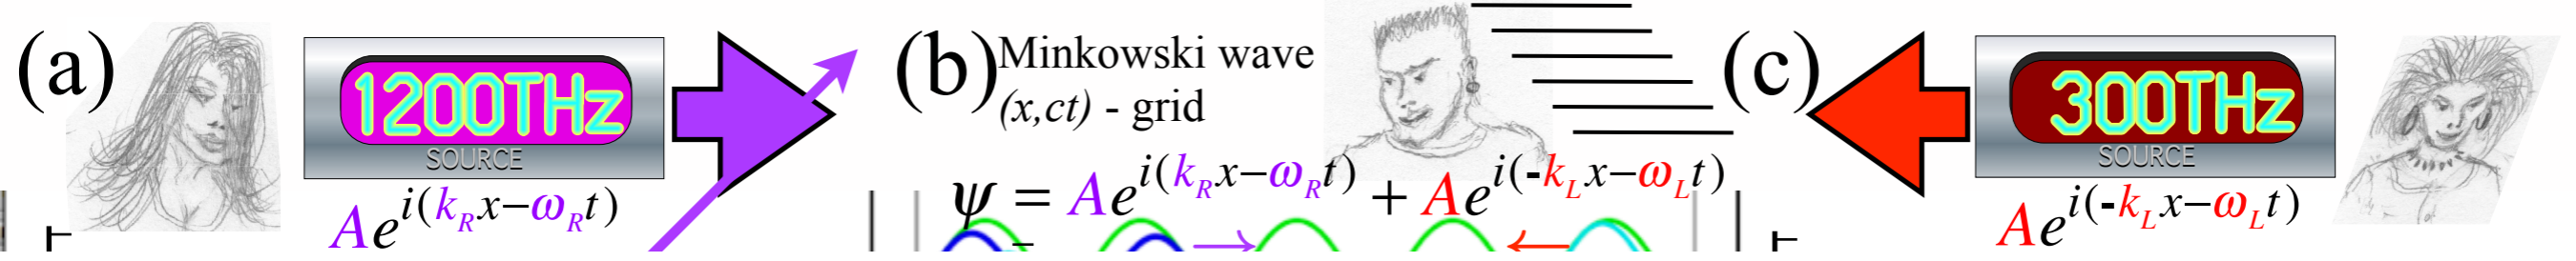 (a)
1200THz
SOURCE
Ae^{i(k_R x−ω_R t)}
(b) Minkowski wave
(x,ct) - grid
ψ = Ae^{i(k_R x−ω_R t)} + Ae^{i(-k_L x−ω_L t)}
(c)
300THz
SOURCE
Ae^{i(-k_L x−ω_L t)}